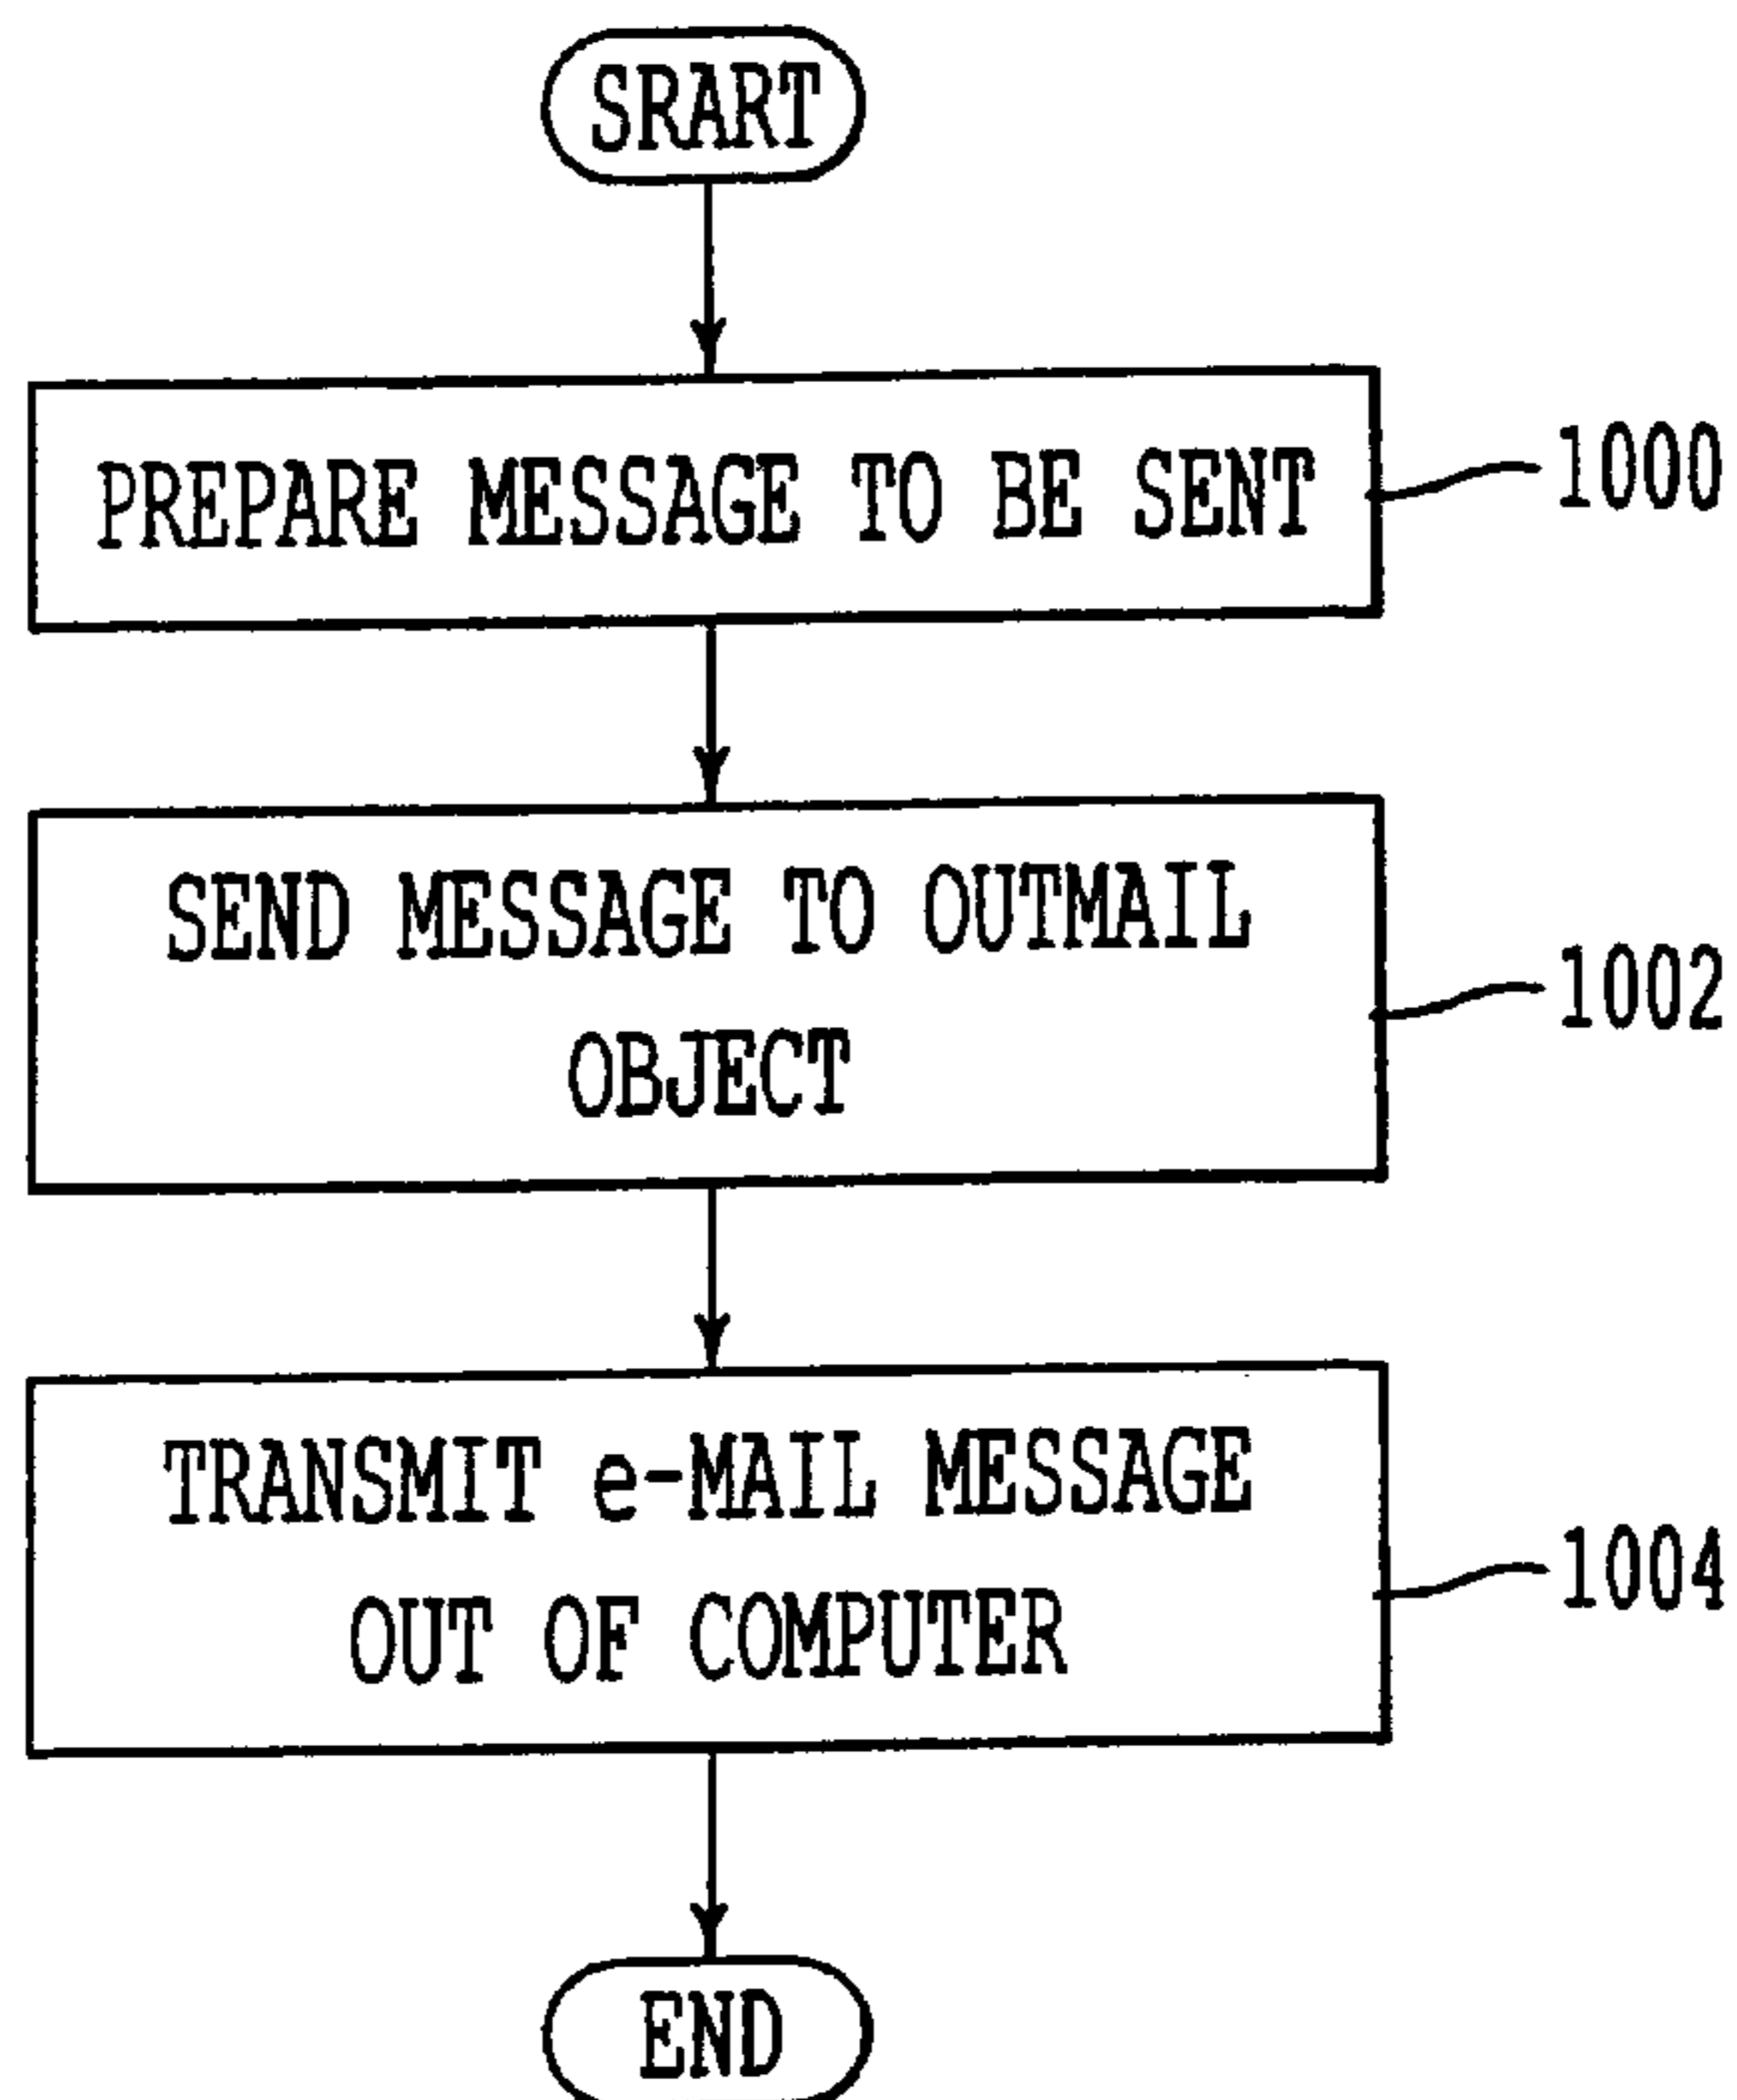 SRART
PREPARE MESSAGE TO BE SENT
1000
SEND MESSAGE TO OUTMAIL
OBJECT
1002
TRANSMIT e-MAIL MESSAGE
OUT OF COMPUTER
1004
END